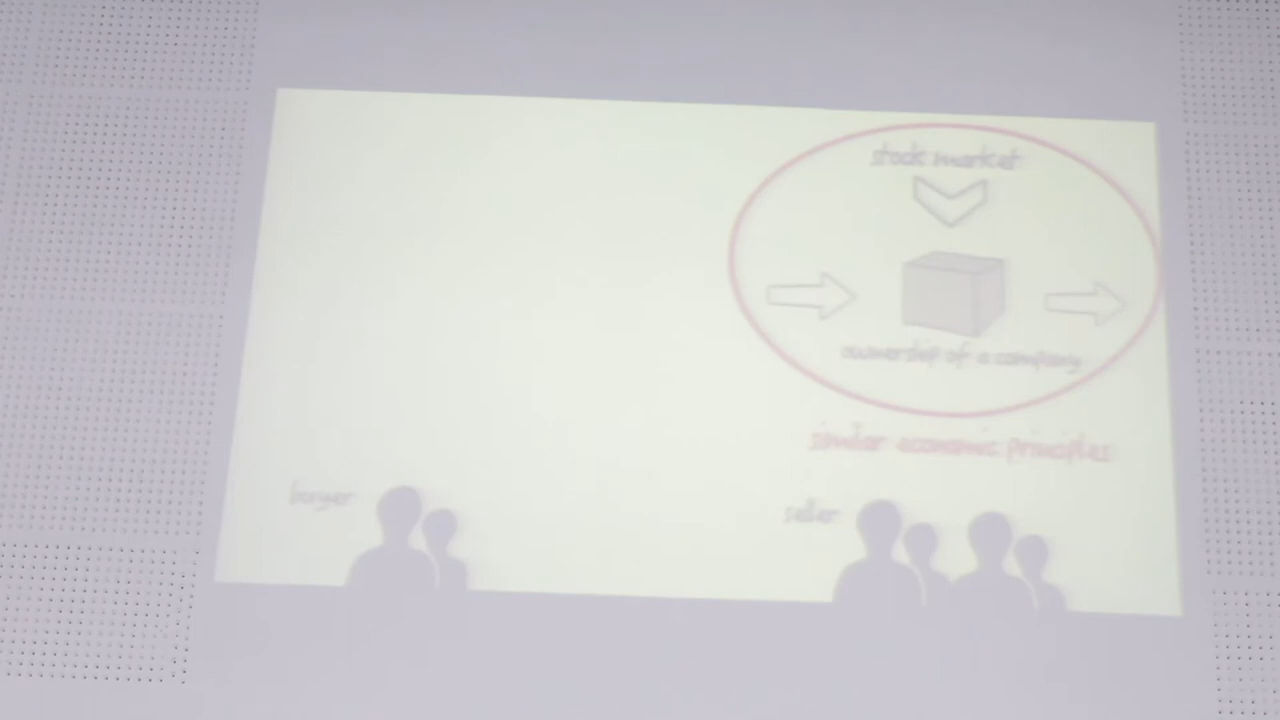 stock market
ownership of a company
similar economic principles
buyer
seller